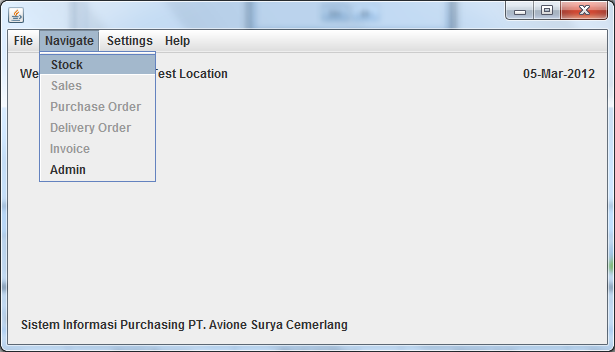 File Navigate Settings Help
We Test Location 05-Mar-2012
Stock
Sales
Purchase Order
Delivery Order
Invoice
Admin
Sistem Informasi Purchasing PT. Avione Surya Cemerlang